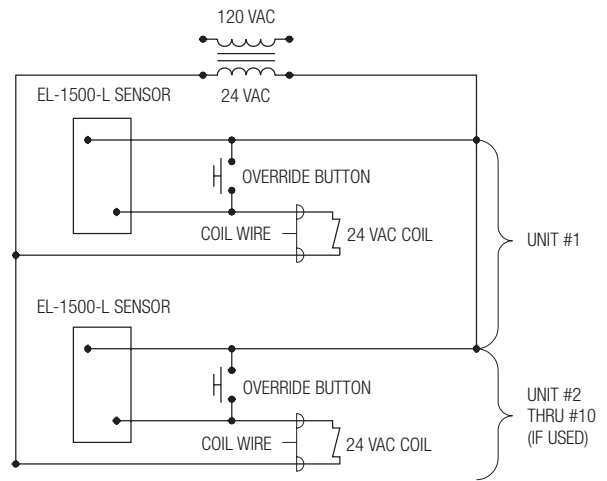 120 VAC
24 VAC
EL-1500-L SENSOR
OVERRIDE BUTTON
COIL WIRE
24 VAC COIL
UNIT #1
EL-1500-L SENSOR
OVERRIDE BUTTON
COIL WIRE
24 VAC COIL
UNIT #2
THRU #10
(IF USED)